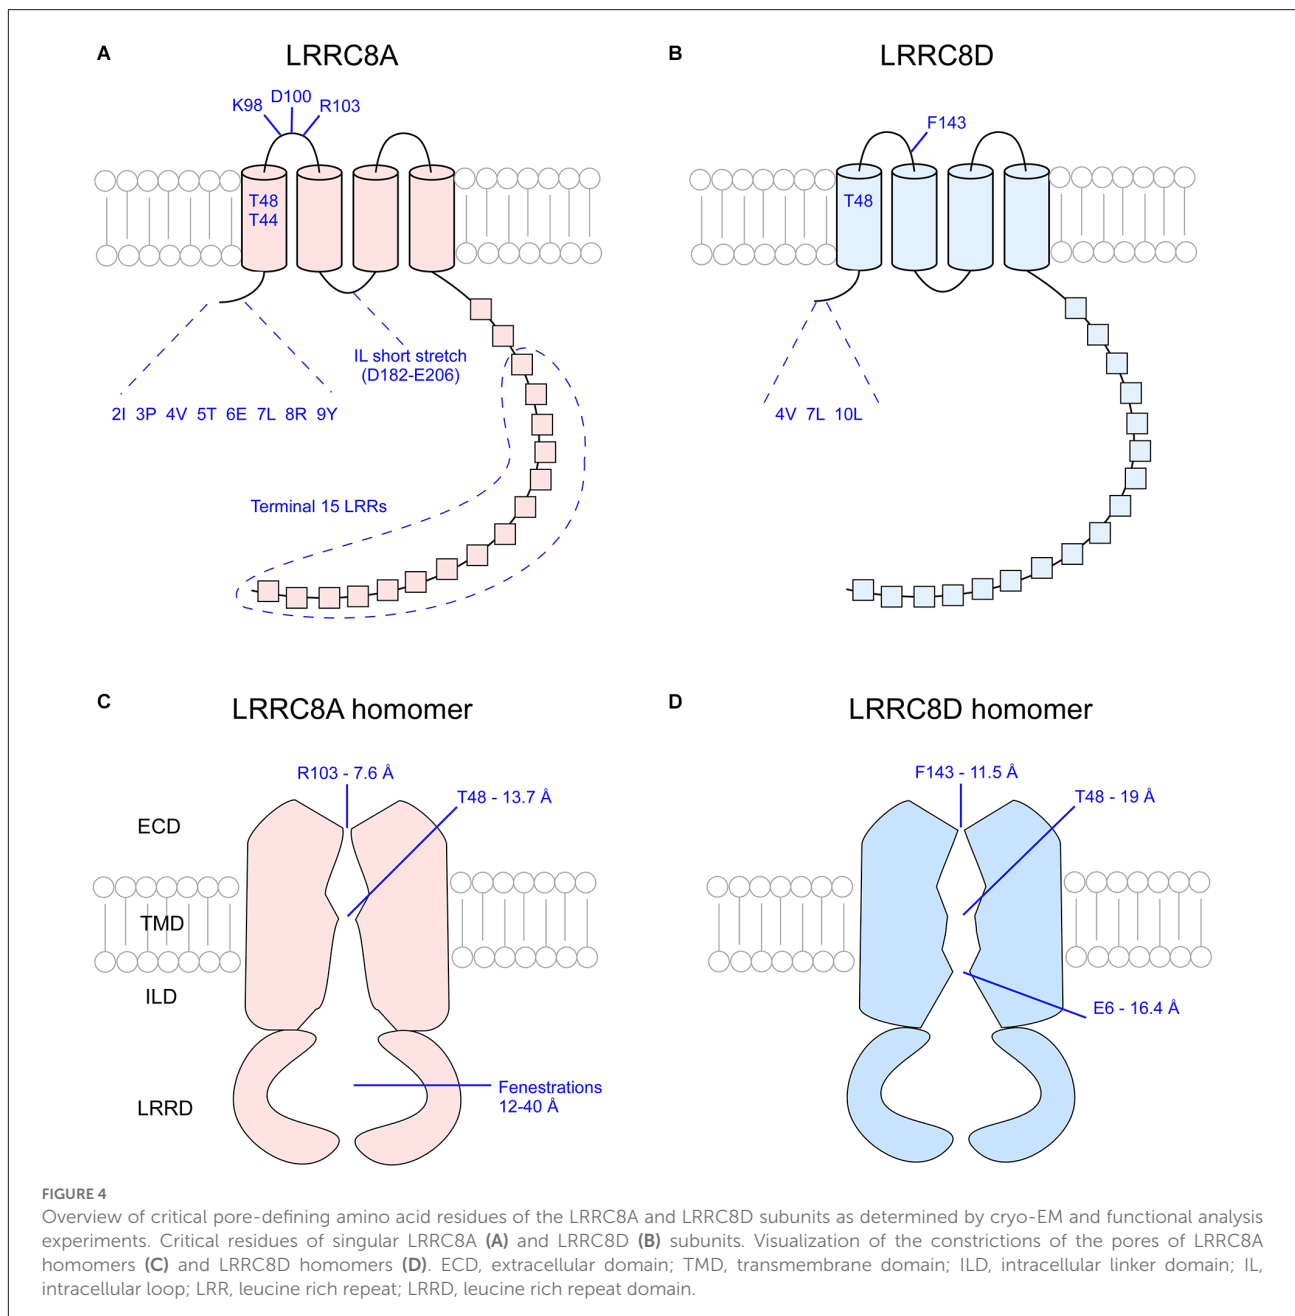 A
LRRC8A
K98
D100
R103
T48
T44
IL short stretch
(D182-E206)
2I 3P 4V 5T 6E 7L 8R 9Y
Terminal 15 LRRs
B
LRRC8D
F143
T48
4V 7L 10L
C
LRRC8A homomer
R103 - 7.6 Å
T48 - 13.7 Å
ECD
TMD
ILD
LRRD
Fenestrations
12-40 Å
D
LRRC8D homomer
F143 - 11.5 Å
T48 - 19 Å
E6 - 16.4 Å
FIGURE 4
Overview of critical pore-defining amino acid residues of the LRRC8A and LRRC8D subunits as determined by cryo-EM and functional analysis
experiments. Critical residues of singular LRRC8A (A) and LRRC8D (B) subunits. Visualization of the constrictions of the pores of LRRC8A
homomers (C) and LRRC8D homomers (D). ECD, extracellular domain; TMD, transmembrane domain; ILD, intracellular linker domain; IL,
intracellular loop; LRR, leucine rich repeat; LRRD, leucine rich repeat domain.